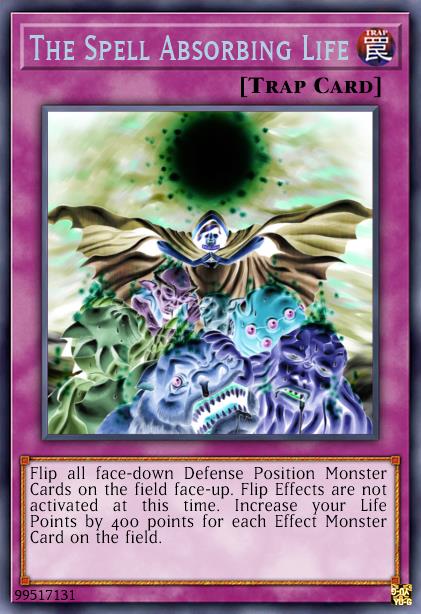 The Spell Absorbing Life
TRAP
罠
[Trap Card]
Flip all face-down Defense Position Monster
Cards on the field face-up. Flip Effects are not
activated at this time. Increase your Life
Points by 400 points for each Effect Monster
Card on the field.
99517131